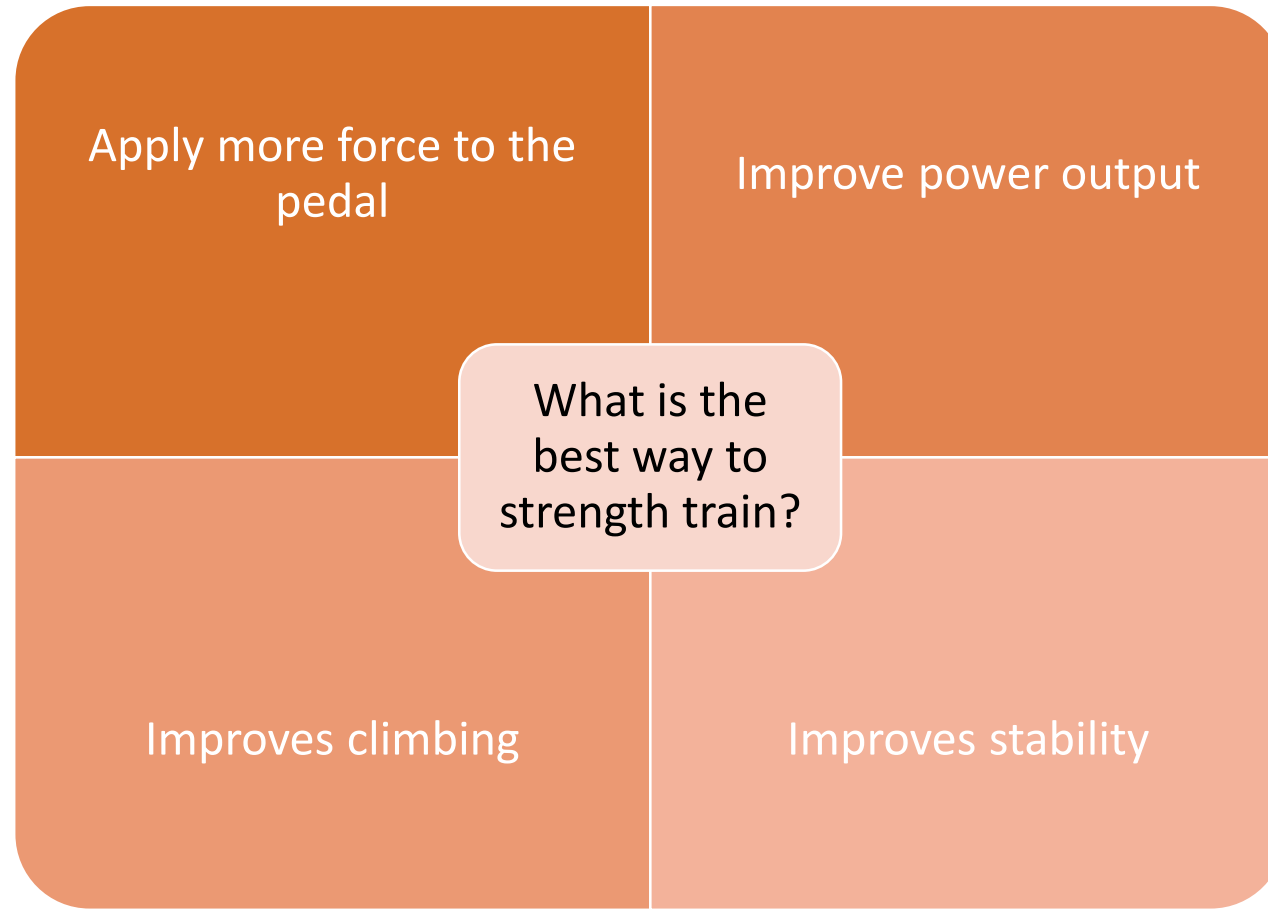 Apply more force to the
pedal
Improve power output
What is the
best way to
strength train?
Improves climbing
Improves stability